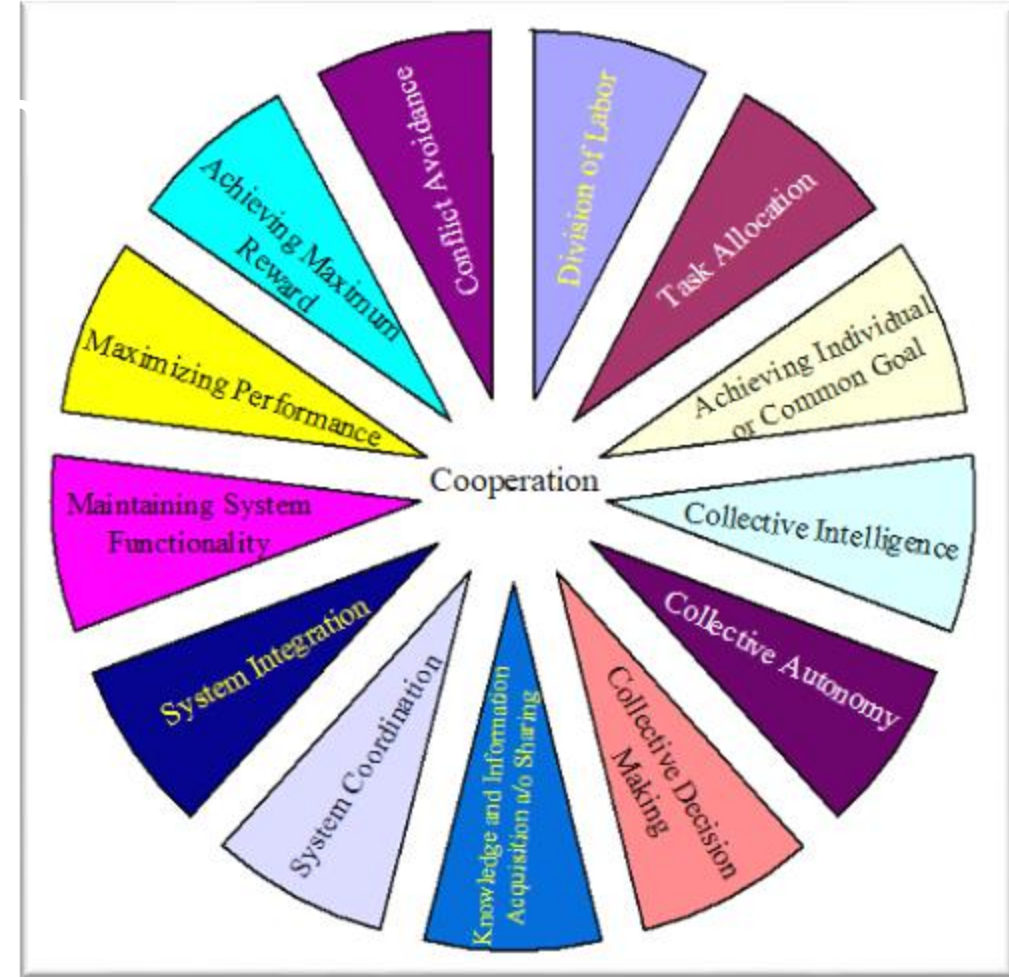 Conflict Avoidance
Division of Labor
Task Allocation
Achieving Individual
or Common Goal
Collective Intelligence
Collective Autonomy
Collective Decision
Making
Knowledge and Information
Acquisition a/o Sharing
System Coordination
System Integration
Maintaining System
Functionality
Maximizing Performance
Achieving Maximum
Reward
Cooperation